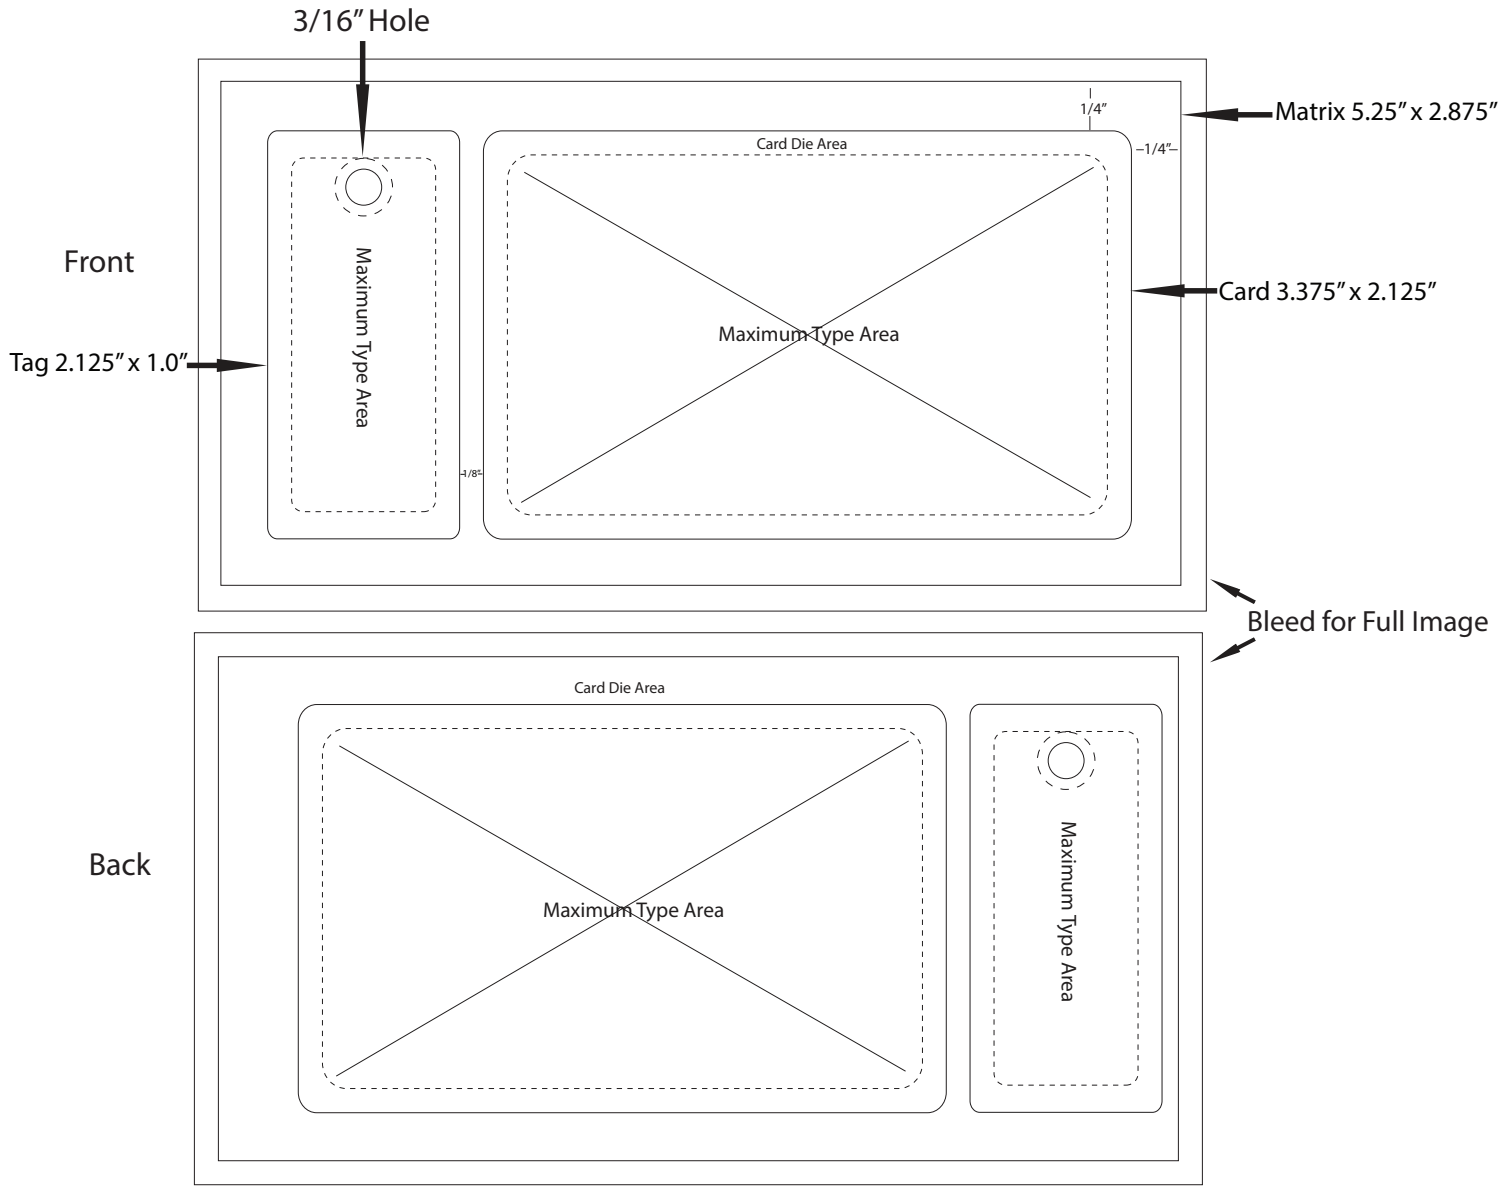 3/16” Hole
Matrix 5.25” x 2.875”
1/4”
Card Die Area
1/4”
Front
Maximum Type Area
Card 3.375” x 2.125”
Maximum Type Area
Tag 2.125” x 1.0”
1/8”
Bleed for Full Image
Card Die Area
Back
Maximum Type Area
Maximum Type Area